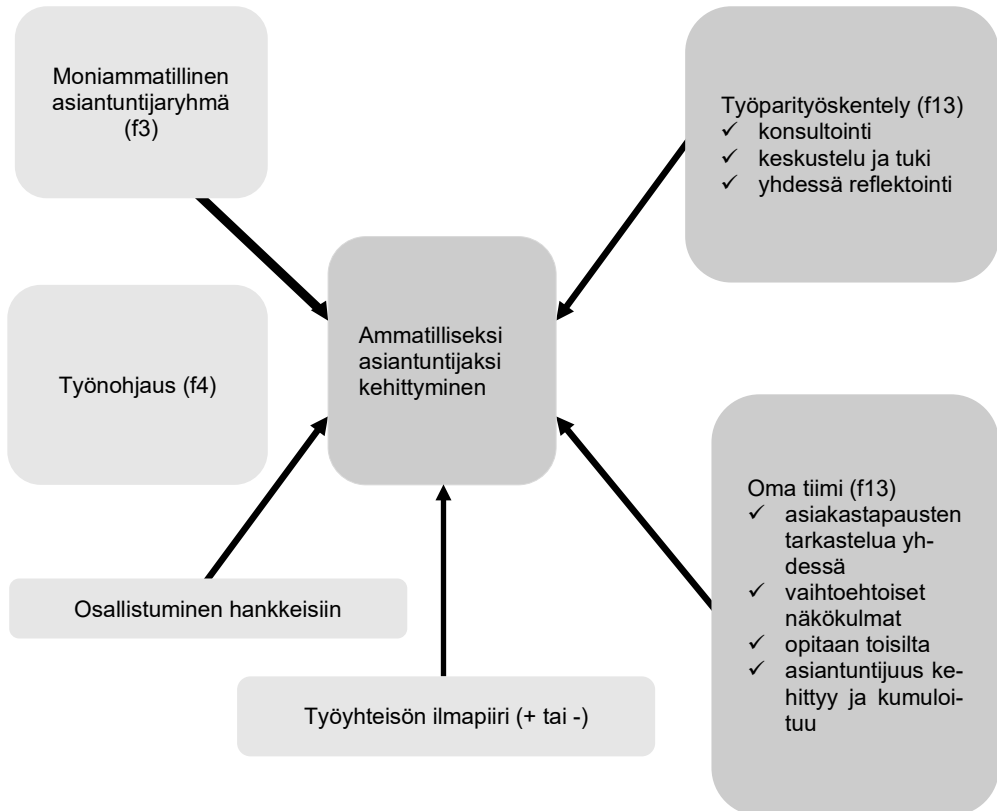 Moniammatillinen
asiantuntijaryhmä
(f3)
Työparityöskentely (f13)
✓ konsultointi
✓ keskustelu ja tuki
✓ yhdessä reflektointi
Ammatilliseksi
asiantuntijaksi
kehittyminen
Työnohjaus (f4)
Oma tiimi (f13)
✓ asiakastapausten
tarkastelua yh-
dessä
✓ vaihtoehtoiset
näkökulmat
✓ opitaan toisilta
✓ asiantuntijuus ke-
hittyy ja kumuloi-
tuu
Osallistuminen hankkeisiin
Työyhteisön ilmapiiri (+ tai -)